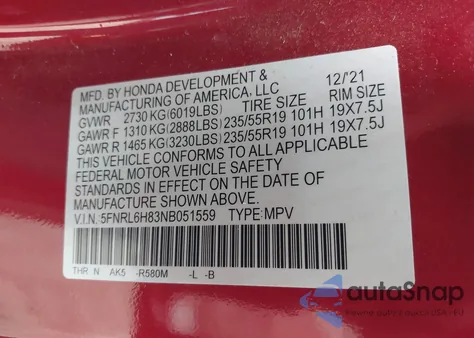 MFD. BY HONDA DEVELOPMENT & 12/'21
MANUFACTURING OF AMERICA, LLC
GVWR 2730 KG(6019LBS) TIRE SIZE RIM SIZE
GAWR F 1310 KG(2888LBS) 235/55R19 101H 19X7.5J
GAWR R 1465 KG(3230LBS) 235/55R19 101H 19X7.5J
THIS VEHICLE CONFORMS TO ALL APPLICABLE
FEDERAL MOTOR VEHICLE SAFETY
STANDARDS IN EFFECT ON THE DATE OF
MANUFACTURE SHOWN ABOVE.
V.I.N. 5FNRL6H83NB051559 TYPE: MPV
THR N AK5 -R580M -L -B
autoSnap